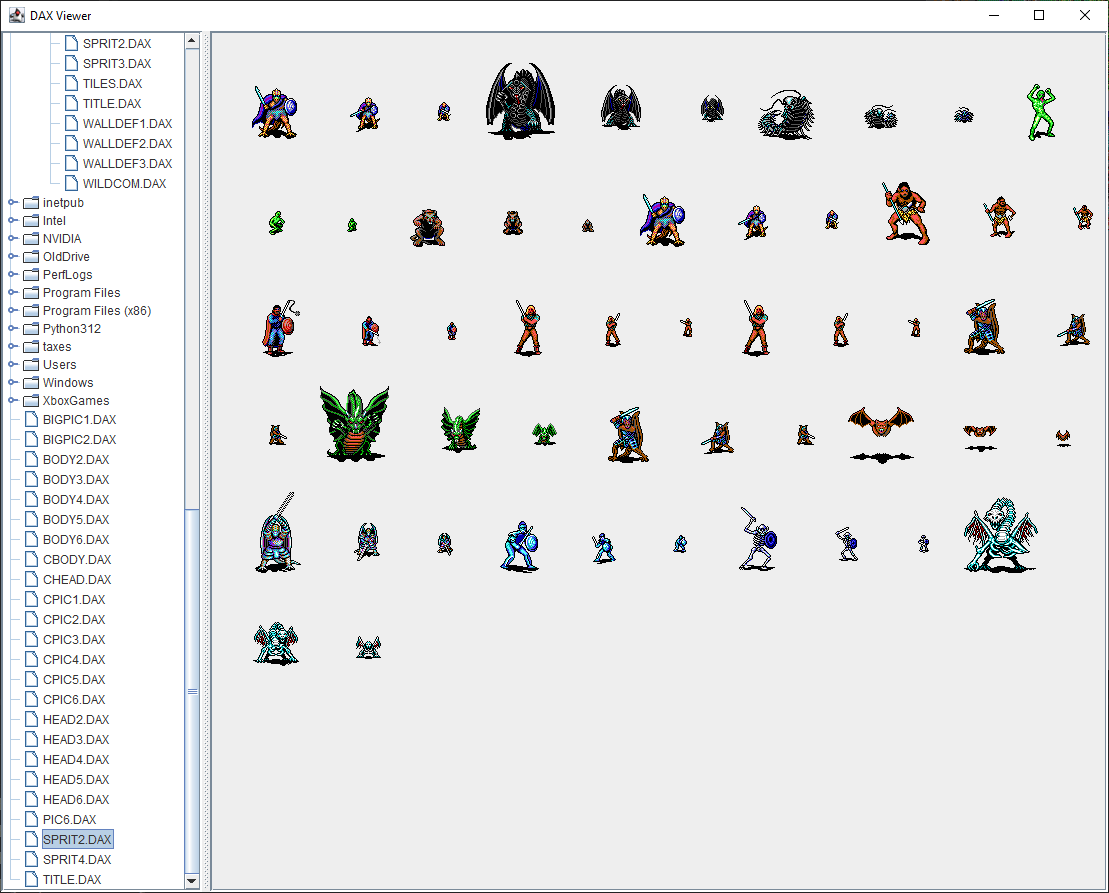 DAX Viewer
SPRIT2.DAX
SPRIT3.DAX
TILES.DAX
TITLE.DAX
WALLDEF1.DAX
WALLDEF2.DAX
WALLDEF3.DAX
WILDCOM.DAX
inetpub
Intel
NVIDIA
OldDrive
PerfLogs
Program Files
Program Files (x86)
Python312
taxes
Users
Windows
XboxGames
BIGPIC1.DAX
BIGPIC2.DAX
BODY2.DAX
BODY3.DAX
BODY4.DAX
BODY5.DAX
BODY6.DAX
CBODY.DAX
CHEAD.DAX
CPIC1.DAX
CPIC2.DAX
CPIC3.DAX
CPIC4.DAX
CPIC5.DAX
CPIC6.DAX
HEAD2.DAX
HEAD3.DAX
HEAD4.DAX
HEAD5.DAX
HEAD6.DAX
PIC6.DAX
SPRIT2.DAX
SPRIT4.DAX
TITLE.DAX